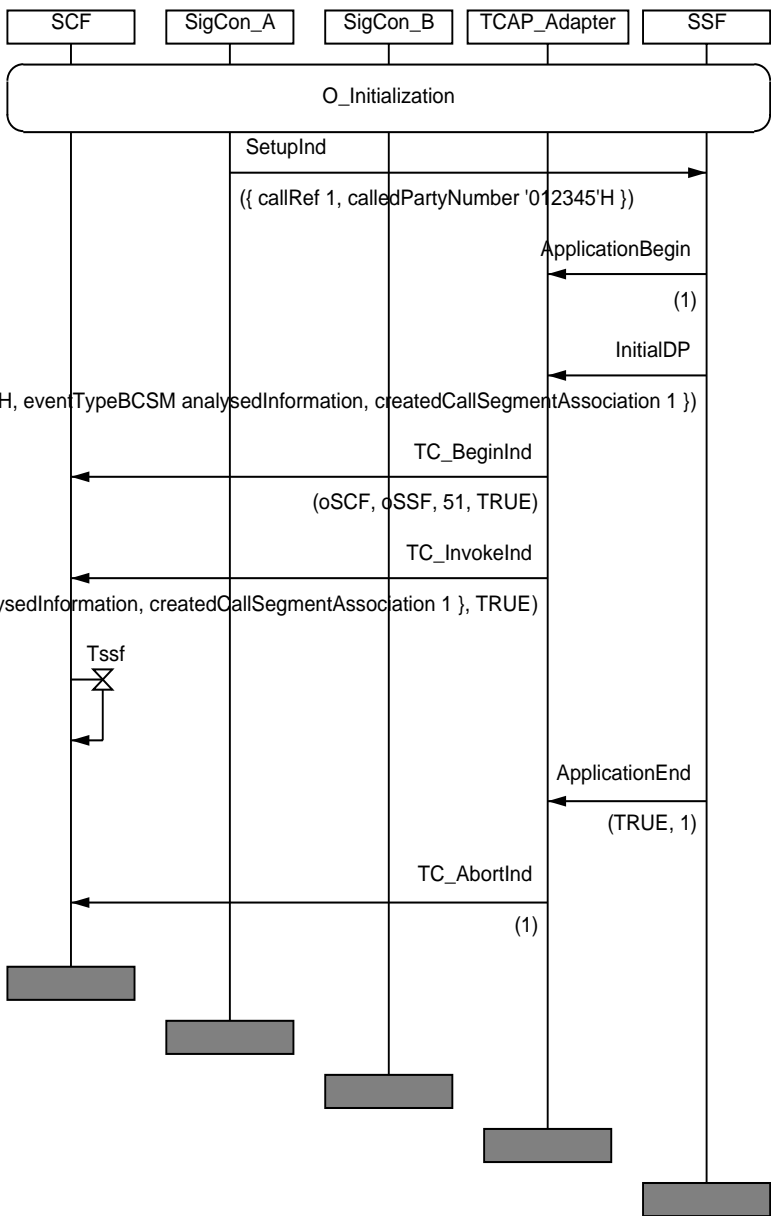 SCF SigCon_A SigCon_B TCAP_Adapter SSF
O_Initialization
SetupInd
({ callRef 1, calledPartyNumber '012345'H })
ApplicationBegin
(1)
InitialDP
H, eventTypeBCSM analysedInformation, createdCallSegmentAssociation 1 })
TC_BeginInd
(oSCF, oSSF, 51, TRUE)
TC_InvokeInd
ysedInformation, createdCallSegmentAssociation 1 }, TRUE)
Tssf
ApplicationEnd
(TRUE, 1)
TC_AbortInd
(1)